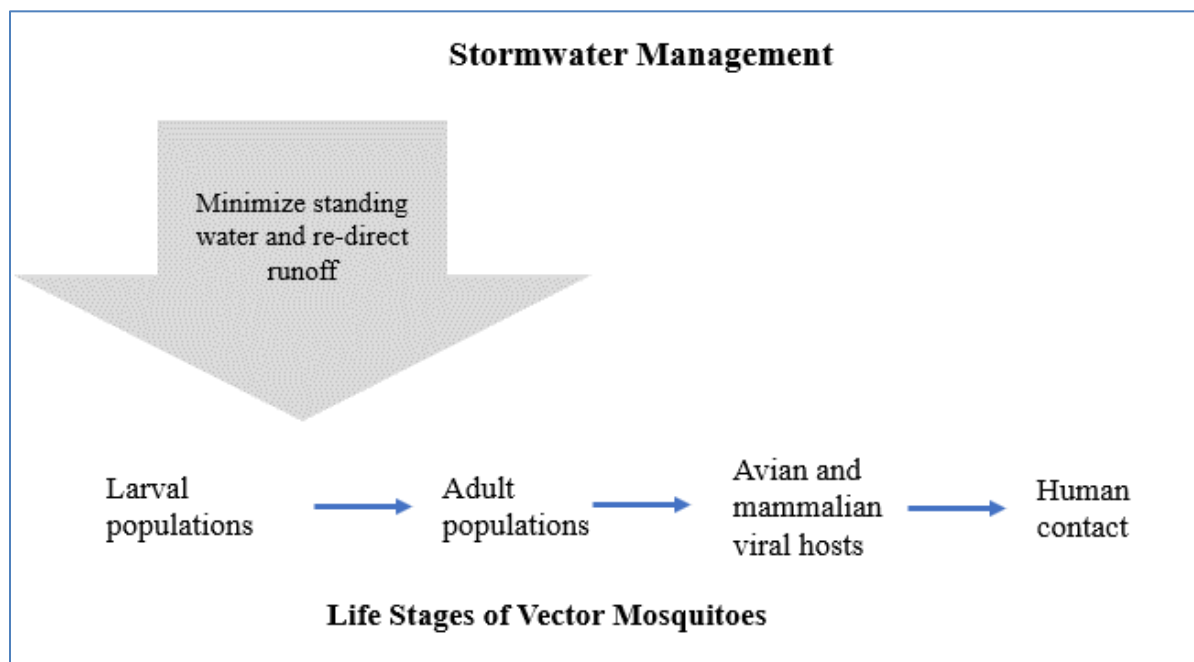 Stormwater Management
Minimize standing
water and re-direct
runoff
Larval
populations
Adult
populations
Avian and
mammalian
viral hosts
Human
contact
Life Stages of Vector Mosquitoes